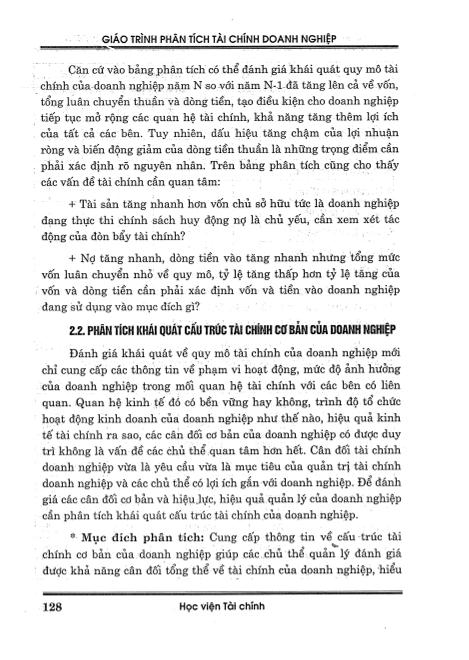 GIÁO TRÌNH PHÂN TÍCH TÀI CHÍNH DOANH NGHIỆP
Căn cứ vào bảng phân tích có thể đánh giá khái quát quy mô tài
chính của doanh nghiệp năm N so với năm N-1 đã tăng lên cả về vốn,
tổng luân chuyển thuần và dòng tiền, tạo điều kiện cho doanh nghiệp
tiếp tục mở rộng các quan hệ tài chính, khả năng tăng thêm lợi ích
của tất cả các bên. Tuy nhiên, dấu hiệu tăng chậm của lợi nhuận
ròng và biến động giảm của dòng tiền thuần là những trọng điểm cần
phải xác định rõ nguyên nhân. Trên bảng phân tích cũng cho thấy
các vấn đề tài chính cần quan tâm:
+ Tài sản tăng nhanh hơn vốn chủ sở hữu tức là doanh nghiệp
đang thực thi chính sách huy động nợ là chủ yếu, cần xem xét tác
động của đòn bẩy tài chính?
+ Nợ tăng nhanh, dòng tiền vào tăng nhanh nhưng tổng mức
vốn luân chuyển nhỏ về quy mô, tỷ lệ tăng thấp hơn tỷ lệ tăng của
vốn và dòng tiền cần phải xác định vốn và tiền vào doanh nghiệp
đang sử dụng vào mục đích gì?
2.2. PHÂN TÍCH KHÁI QUÁT CẤU TRÚC TÀI CHÍNH CƠ BẢN CỦA DOANH NGHIỆP
Đánh giá khái quát về quy mô tài chính của doanh nghiệp mới
chỉ cung cấp các thông tin về phạm vi hoạt động, mức độ ảnh hưởng
của doanh nghiệp trong mối quan hệ tài chính với các bên có liên
quan. Quan hệ kinh tế đó có bền vững hay không, trình độ tổ chức
hoạt động kinh doanh của doanh nghiệp như thế nào, hiệu quả kinh
tế tài chính ra sao, các cân đối cơ bản của doanh nghiệp có được duy
trì không là vấn đề các chủ thể quan tâm hơn hết. Cân đối tài chính
doanh nghiệp vừa là yêu cầu vừa là mục tiêu của quản trị tài chính
doanh nghiệp và các chủ thể có lợi ích gắn với doanh nghiệp. Để đánh
giá các cân đối cơ bản và hiệu lực, hiệu quả quản lý của doanh nghiệp
cần phân tích khái quát cấu trúc tài chính của doanh nghiệp.
* Mục đích phân tích: Cung cấp thông tin về cấu trúc tài
chính cơ bản của doanh nghiệp giúp các chủ thể quản lý đánh giá
được khả năng cân đối tổng thể về tài chính của doanh nghiệp, hiểu
128 Học viện Tài chính